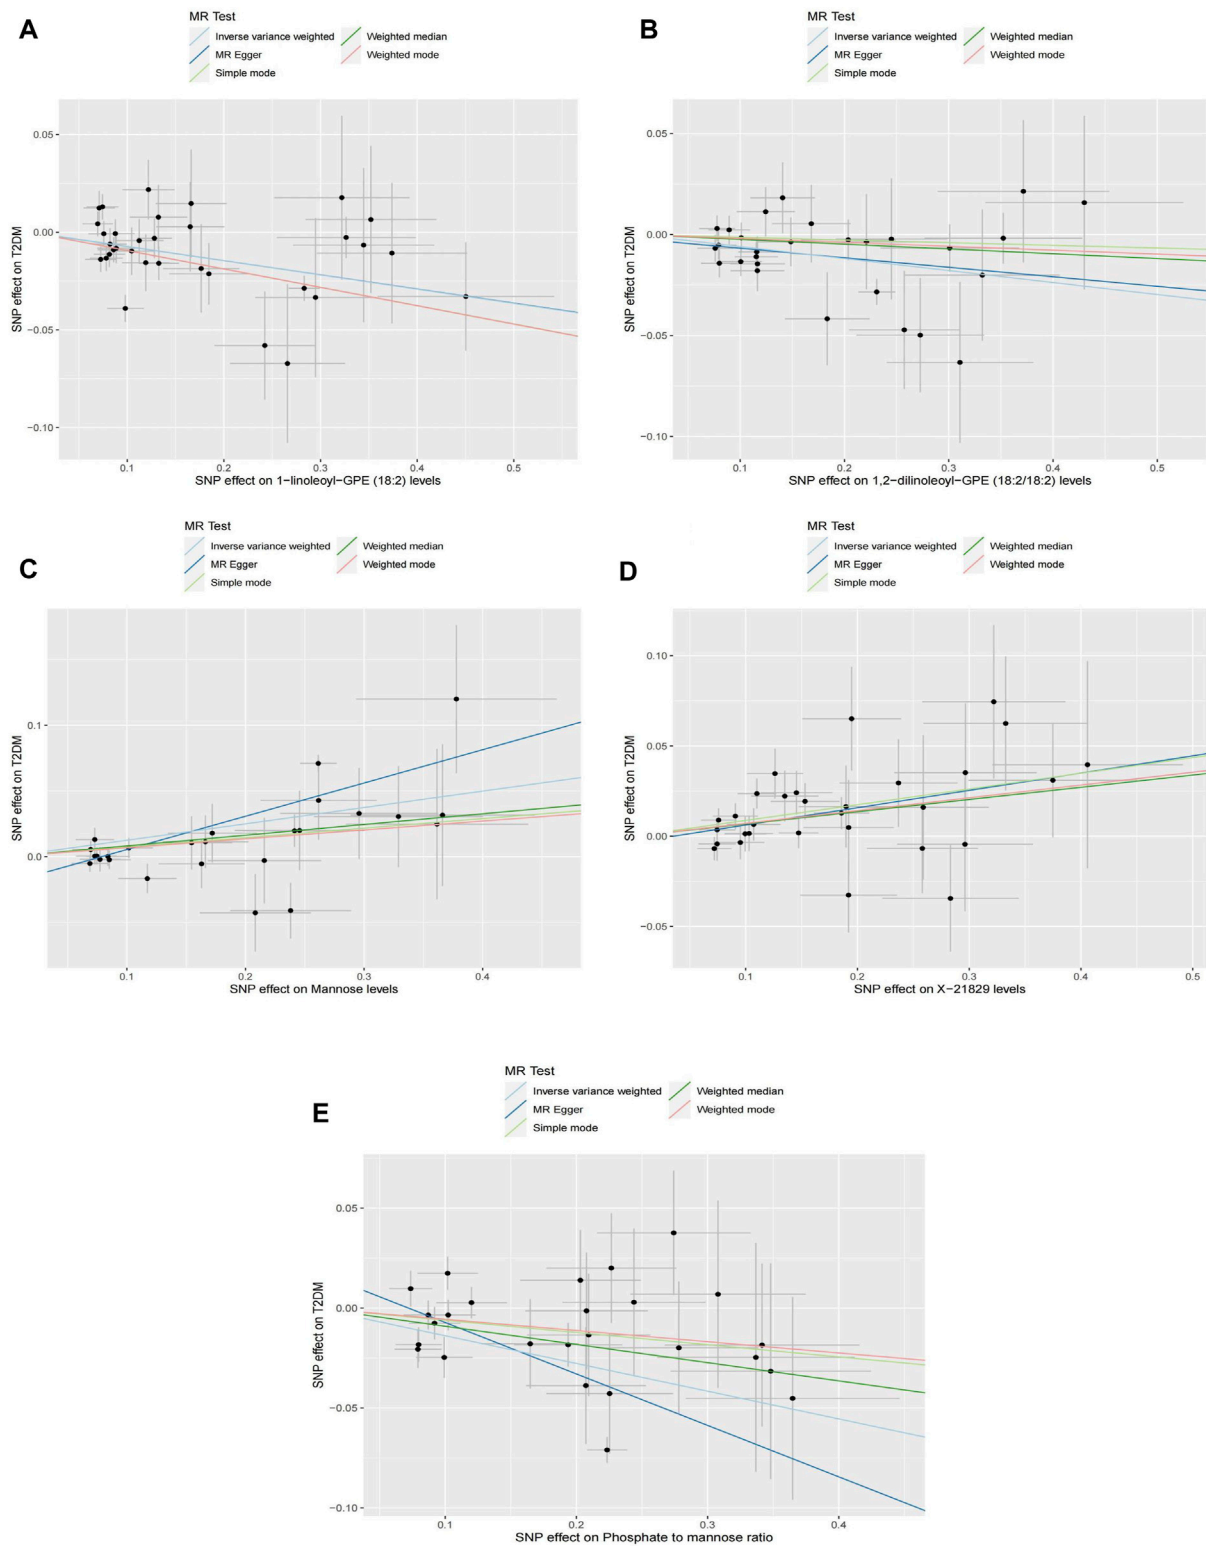 A
MR Test
Inverse variance weighted
Weighted median
MR Egger
Weighted mode
Simple mode
SNP effect on T2DM
0.05
0.00
−0.05
−0.10
0.1 0.2 0.3 0.4 0.5
SNP effect on 1−linoleoyl−GPE (18:2) levels
B
MR Test
Inverse variance weighted
Weighted median
MR Egger
Weighted mode
Simple mode
SNP effect on T2DM
0.05
0.00
−0.05
−0.10
0.1 0.2 0.3 0.4 0.5
SNP effect on 1,2−dilinoleoyl−GPE (18:2/18:2) levels
C
MR Test
Inverse variance weighted
Weighted median
MR Egger
Weighted mode
Simple mode
SNP effect on T2DM
0.1
0.0
0.1 0.2 0.3 0.4
SNP effect on Mannose levels
D
MR Test
Inverse variance weighted
Weighted median
MR Egger
Weighted mode
Simple mode
SNP effect on T2DM
0.10
0.05
0.00
−0.05
0.1 0.2 0.3 0.4 0.5
SNP effect on X−21829 levels
E
MR Test
Inverse variance weighted
Weighted median
MR Egger
Weighted mode
Simple mode
SNP effect on T2DM
0.05
0.00
−0.05
−0.10
0.1 0.2 0.3 0.4
SNP effect on Phosphate to mannose ratio